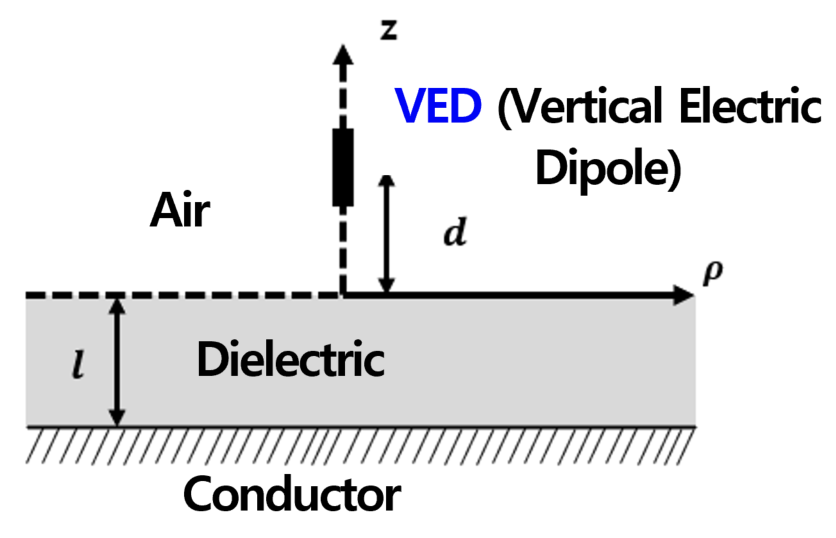 z
VED (Vertical Electric
Dipole)
Air
d
ρ
l
Dielectric
Conductor